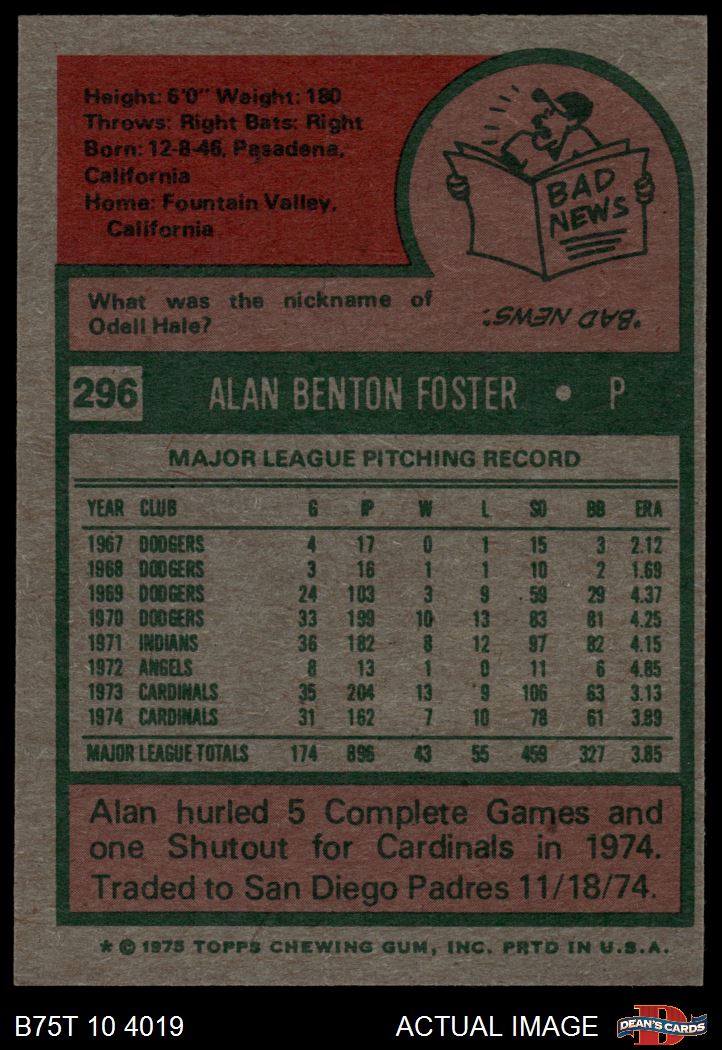 Height: 6'0" Weight: 180
Throws: Right Bats: Right
Born: 12-8-46, Pasadena,
California
Home: Fountain Valley,
California
BAD
NEWS
What was the nickname of
Odell Hale?
"BAD NEWS."
296 ALAN BENTON FOSTER • P
MAJOR LEAGUE PITCHING RECORD
YEAR CLUB G IP W L SO BB ERA
1967 DODGERS 4 17 0 1 15 3 2.12
1968 DODGERS 3 16 1 1 10 2 1.69
1969 DODGERS 24 103 3 9 59 29 4.37
1970 DODGERS 33 199 10 13 83 81 4.25
1971 INDIANS 36 182 8 12 97 82 4.15
1972 ANGELS 8 13 1 0 11 6 4.85
1973 CARDINALS 35 204 13 9 106 63 3.13
1974 CARDINALS 31 162 7 10 78 61 3.89
MAJOR LEAGUE TOTALS 174 896 43 55 459 327 3.85
Alan hurled 5 Complete Games and
one Shutout for Cardinals in 1974.
Traded to San Diego Padres 11/18/74.
* © 1975 TOPPS CHEWING GUM, INC. PRTD IN U.S.A.
B75T 10 4019 ACTUAL IMAGE
D
DEAN'S CARDS